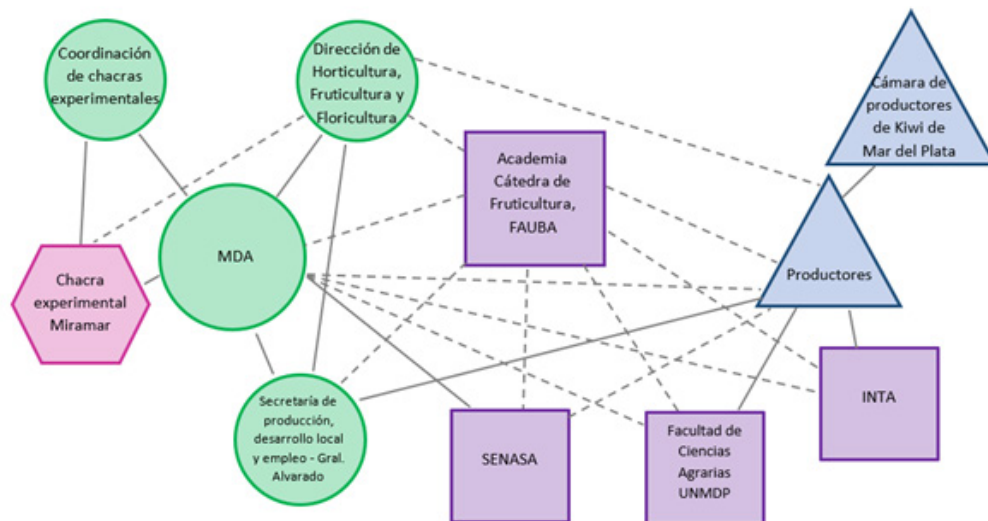 Coordinación
de chacras
experimentales
Dirección de
Horticultura,
Fruticultura y
Floricultura
Cámara de
productores
de Kiwi de
Mar del Plata
Academia
Cátedra de
Fruticultura,
FAUBA
MDA
Productores
Chacra
experimental
Miramar
Secretaría de
producción,
desarrollo local
y empleo - Gral.
Alvarado
SENASA
Facultad de
Ciencias
Agrarias
UNMDP
INTA